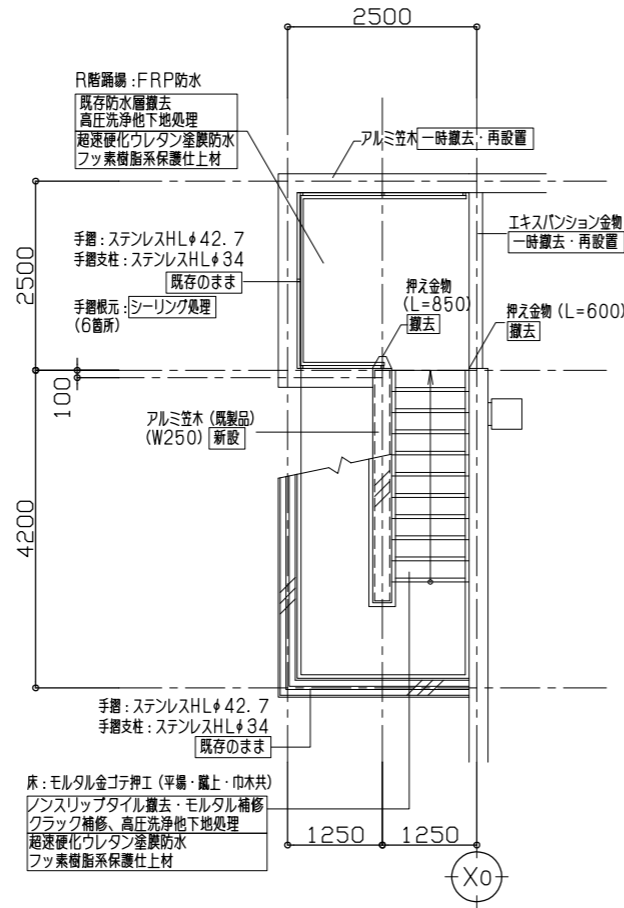 2500
R階踊場:FRP防水
既存防水層撤去
高圧洗浄他下地処理
超速硬化ウレタン塗膜防水
フッ素樹脂系保護仕上材
アルミ笠木 一時撤去・再設置
エキスパンション金物
一時撤去・再設置
手摺:ステンレスHLφ42.7
手摺支柱:ステンレスHLφ34
既存のまま
手摺根元:シーリング処理
(6箇所)
押え金物
(L=850)
撤去
押え金物 (L=600)
撤去
2500
100
アルミ笠木 (既製品)
(W250) 新設
4200
手摺:ステンレスHLφ42.7
手摺支柱:ステンレスHLφ34
既存のまま
床:モルタル金ゴテ押エ (平場・蹴上・巾木共)
ノンスリップタイル撤去・モルタル補修
クラック補修、高圧洗浄他下地処理
超速硬化ウレタン塗膜防水
フッ素樹脂系保護仕上材
1250
1250
X0